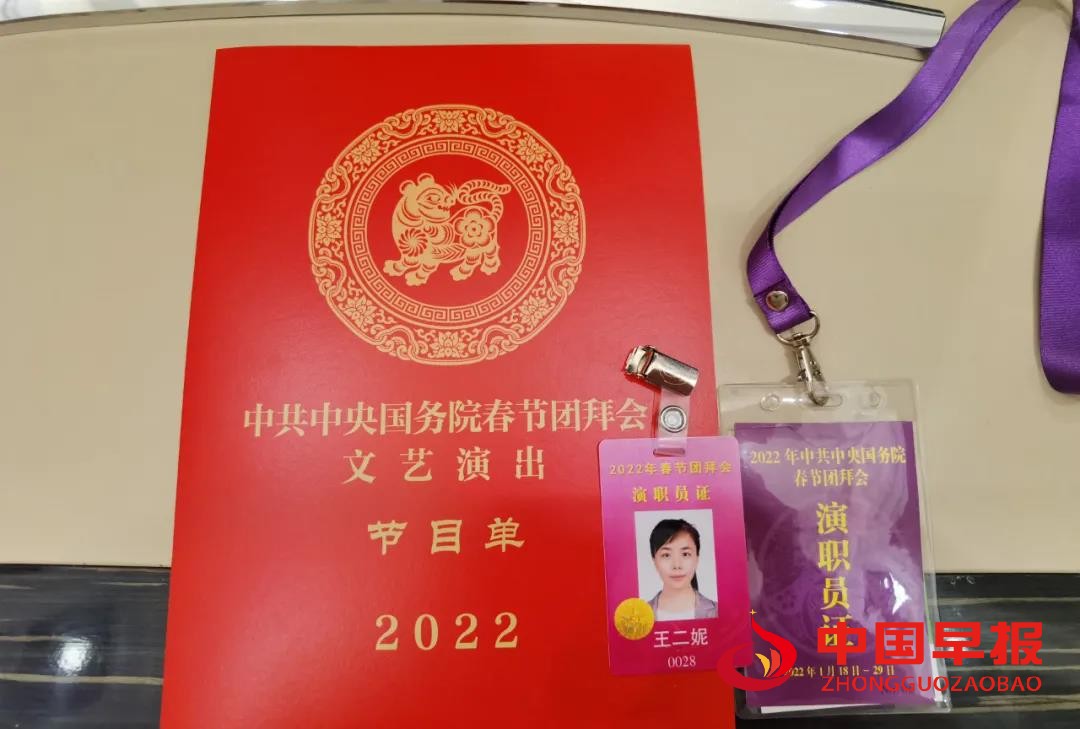 中共中央国务院春节团拜会
文艺演出
节目单
2022
2022年春节团拜会
演职员证
王二妮
0028
2022年中共中央国务院
春节团拜会
演职员证
2022年1月18日-29日
中国早报
ZHONGGUOZAOBAO